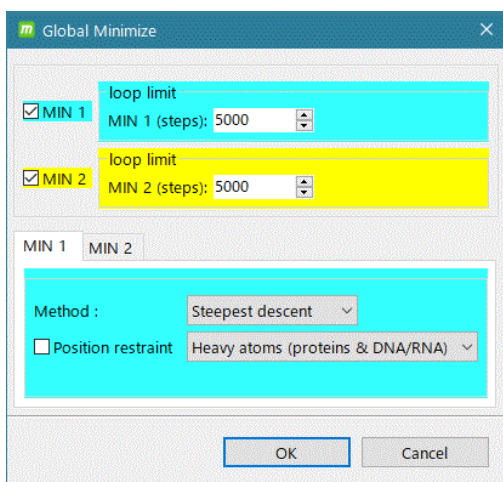 m Global Minimize
loop limit
MIN 1
MIN 1 (steps): 5000
loop limit
MIN 2
MIN 2 (steps): 5000
MIN 1 MIN 2
Method : Steepest descent
Position restraint Heavy atoms (proteins & DNA/RNA)
OK Cancel